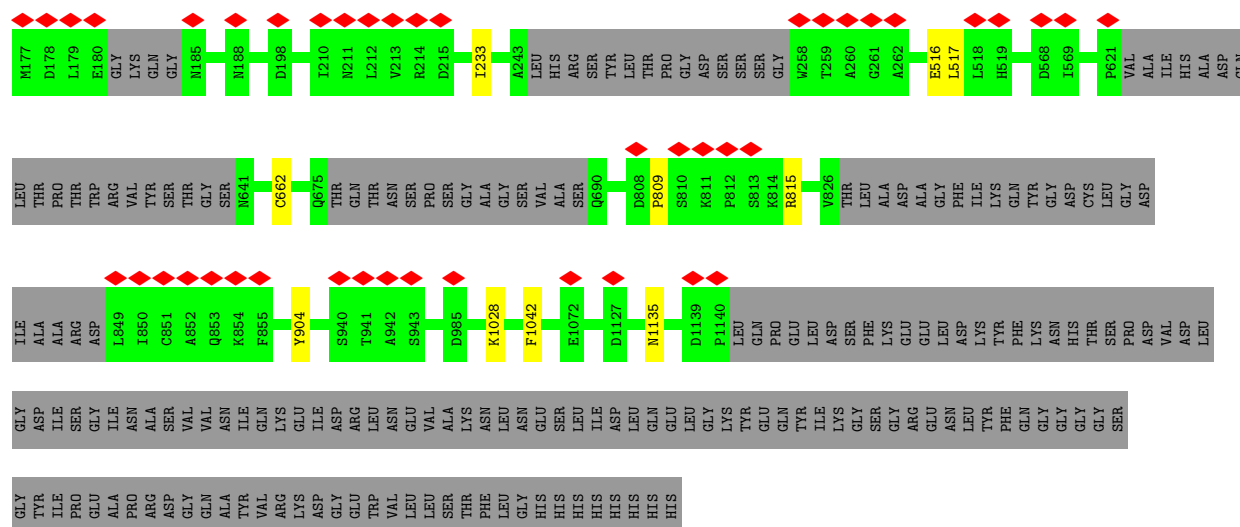 M177 D178 L179 E180 GLY LYS GLN GLY N185 N188 D198 I210 N211 L212 V213 R214 D215 I233 A243 LEU HIS ARG SER TYR LEU THR PRO GLY ASP SER SER SER GLY W258 T259 A260 G261 A262 E516 L517 L518 H519 D568 I569 P621 VAL ALA ILE HIS ALA ASP GLN
LEU THR PRO THR TRP ARG VAL TYR SER THR GLY SER N641 C662 Q675 THR GLN THR ASN SER PRO SER GLY ALA GLY SER VAL ALA SER Q690 D808 P809 S810 K811 P812 S813 K814 R815 V826 THR LEU ALA ASP ALA GLY PHE ILE LYS GLN TYR GLY ASP CYS LEU GLY ASP
ILE ALA ALA ARG ASP L849 I850 C851 A852 Q853 K854 F855 Y904 S940 T941 A942 S943 D985 K1028 F1042 E1072 D1127 N1135 D1139 P1140 LEU GLN PRO GLU LEU ASP SER PHE LYS GLU GLU LEU ASP LYS TYR PHE LYS ASN HIS THR SER PRO ASP VAL ASP LEU
GLY ASP ILE SER GLY ILE ASN ALA SER VAL VAL ASN ILE GLN LYS GLU ILE ASP ARG LEU ASN GLU VAL ALA LYS ASN LEU ASN GLU SER LEU ILE ASP LEU GLN GLU LEU GLY LYS TYR GLU GLN TYR ILE LYS GLY SER GLY ARG GLU ASN LEU TYR PHE GLN GLY GLY GLY GLY SER
GLY TYR ILE PRO GLU ALA PRO ARG ASP GLY GLN ALA TYR VAL ARG LYS ASP GLY GLU TRP VAL LEU LEU SER THR PHE LEU GLY HIS HIS HIS HIS HIS HIS HIS HIS